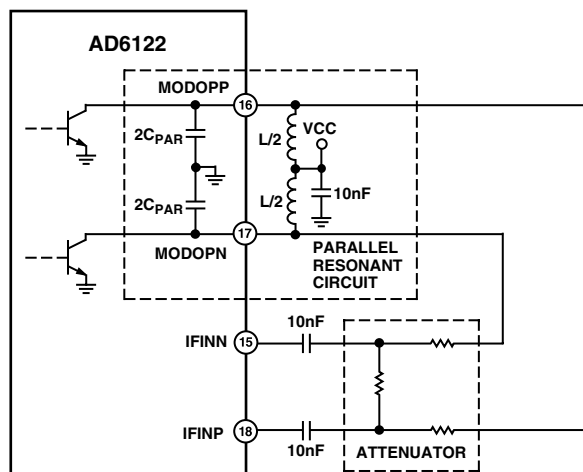 AD6122
MODOPP
16
VCC
2CPAR
L/2
2CPAR
L/2
10nF
17
MODOPN
PARALLEL
RESONANT
CIRCUIT
10nF
IFINN
15
IFINP
18
10nF
ATTENUATOR